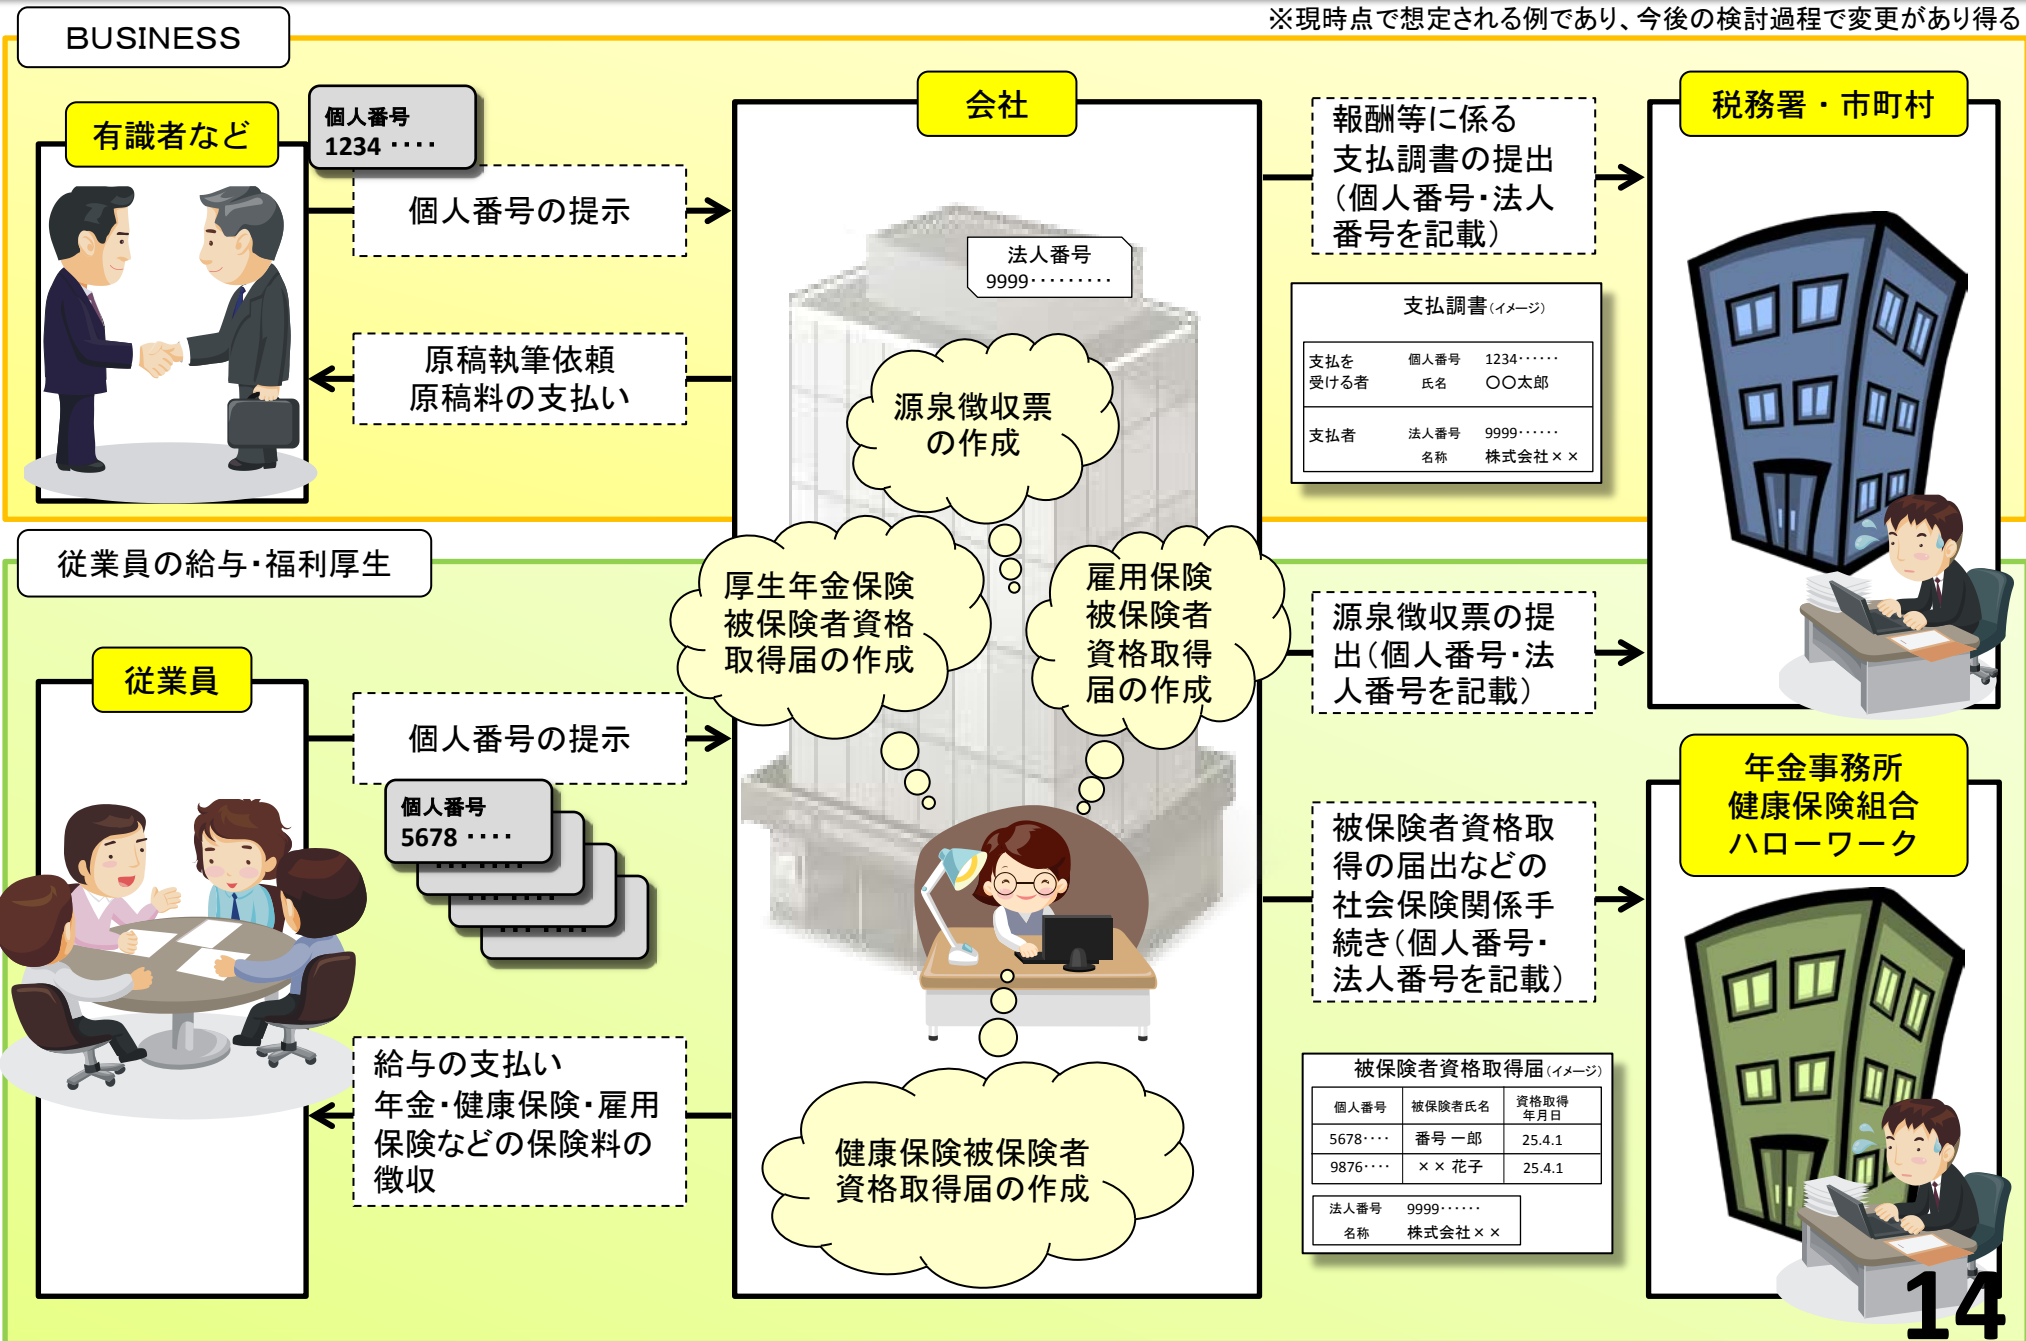 ※現時点で想定される例であり、今後の検討過程で変更があり得る
BUSINESS
有識者など
個人番号
1234 ････
個人番号の提示
原稿執筆依頼
原稿料の支払い
会社
法人番号
9999･････････
源泉徴収票
の作成
厚生年金保険
被保険者資格
取得届の作成
雇用保険
被保険者
資格取得
届の作成
健康保険被保険者
資格取得届の作成
報酬等に係る
支払調書の提出
（個人番号・法人
番号を記載）
支払調書(イメージ)
支払を
受ける者
個人番号 1234･･････
氏名 〇〇太郎
支払者
法人番号 9999･･････
名称 株式会社××
税務署・市町村
従業員の給与・福利厚生
従業員
個人番号の提示
個人番号
5678 ････
給与の支払い
年金・健康保険・雇用
保険などの保険料の
徴収
源泉徴収票の提
出（個人番号・法
人番号を記載）
被保険者資格取
得の届出などの
社会保険関係手
続き（個人番号・
法人番号を記載）
被保険者資格取得届(イメージ)
個人番号 被保険者氏名 資格取得
年月日
5678････ 番号 一郎 25.4.1
9876････ ×× 花子 25.4.1
法人番号 9999･･････
名称 株式会社××
年金事務所
健康保険組合
ハローワーク
14